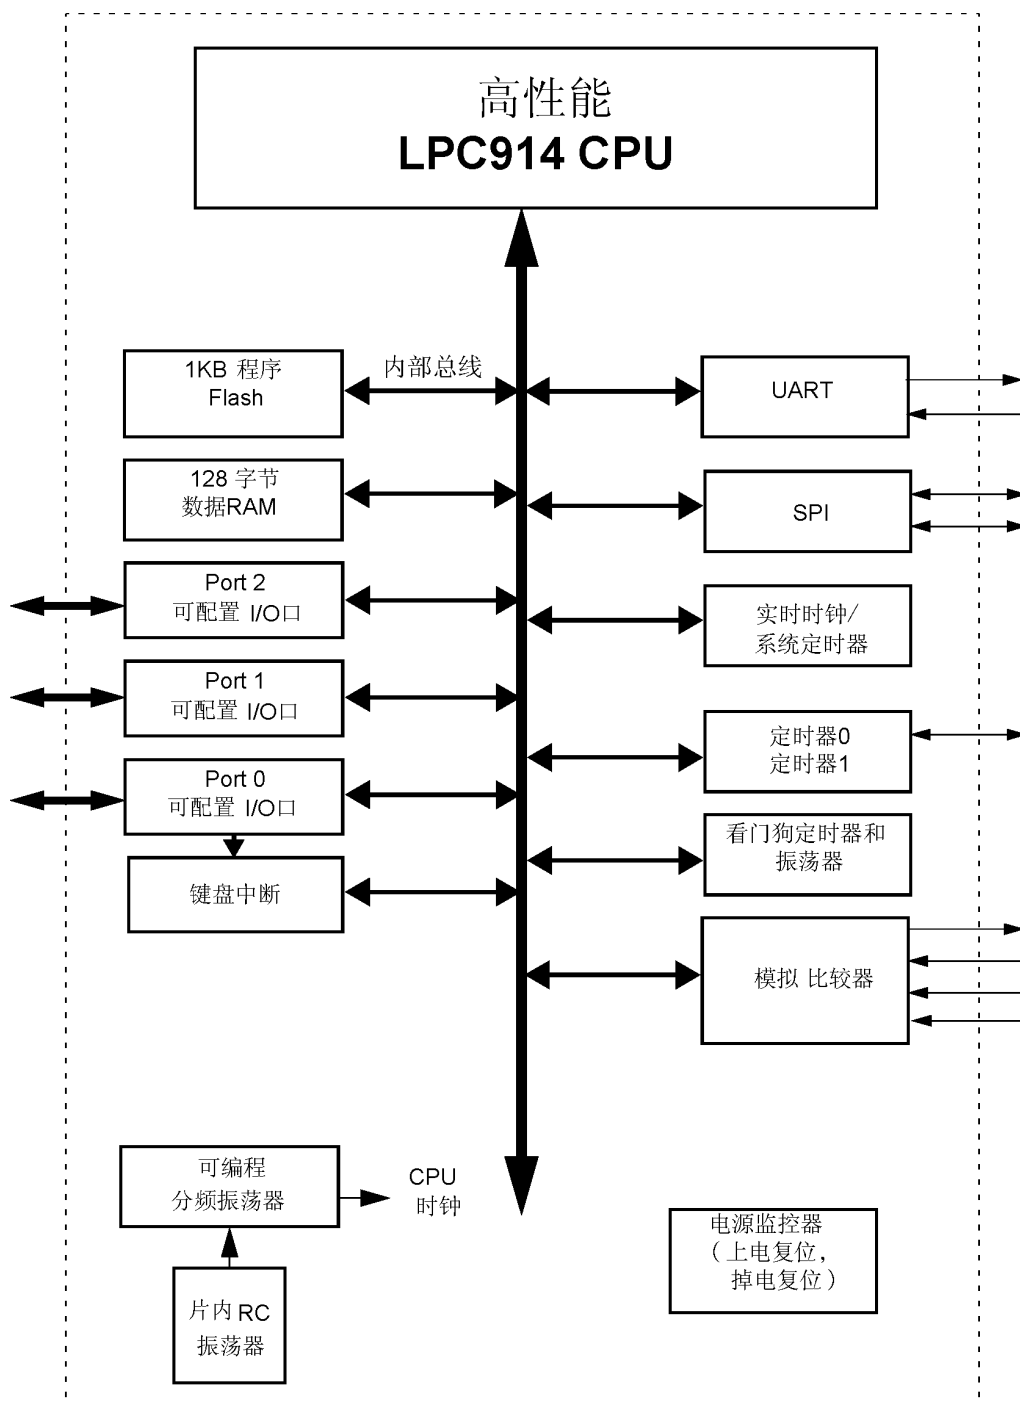 高性能
LPC914 CPU
内部总线
1KB 程序
Flash
128 字节
数据RAM
Port 2
可配置 I/O口
Port 1
可配置 I/O口
Port 0
可配置 I/O口
键盘中断
UART
SPI
实时时钟/
系统定时器
定时器0
定时器1
看门狗定时器和
振荡器
模拟 比较器
可编程
分频振荡器
CPU
时钟
片内 RC
振荡器
电源监控器
（上电复位，
掉电复位）